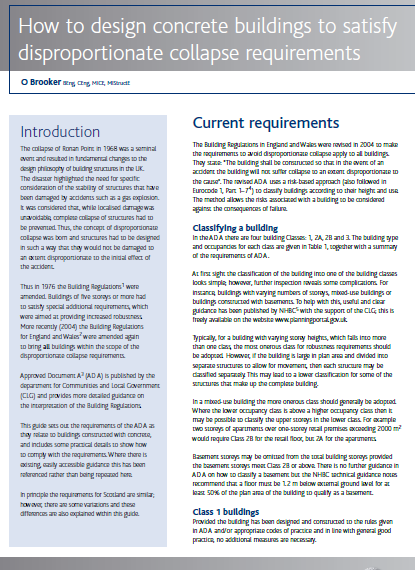 How to design concrete buildings to satisfy
disproportionate collapse requirements
O Brooker BEng, CEng, MICE, MIStructE
Introduction
The collapse of Ronan Point in 1968 was a seminal
event and resulted in fundamental changes to the
design philosophy of building structures in the UK.
The disaster highlighted the need for specific
consideration of the stability of structures that have
been damaged by accidents such as a gas explosion.
It was considered that, while localised damage was
unavoidable, complete collapse of structures had to
be prevented. Thus, the concept of disproportionate
collapse was born and structures had to be designed
in such a way that they would not be damaged to
an extent disproportionate to the initial effect of
the accident.
Thus in 1976 the Building Regulations¹ were
amended. Buildings of five storeys or more had
to satisfy special additional requirements, which
were aimed at providing increased robustness.
More recently (2004) the Building Regulations
for England and Wales² were amended again
to bring all buildings within the scope of the
disproportionate collapse requirements.
Approved Document A³ (AD A) is published by the
department for Communities and Local Government
(CLG) and provides more detailed guidance on
the interpretation of the Building Regulations.
This guide sets out the requirements of the AD A as
they relate to buildings constructed with concrete,
and includes some practical details to show how
to comply with the requirements. Where there is
existing, easily accessible guidance this has been
referenced rather than being repeated here.
In principle the requirements for Scotland are similar;
however, there are some variations and these
differences are also explained within this guide.
Current requirements
The Building Regulations in England and Wales were revised in 2004 to make
the requirements to avoid disproportionate collapse apply to all buildings.
They state: "The building shall be constructed so that in the event of an
accident the building will not suffer collapse to an extent disproportionate to
the cause". The revised AD A uses a risk-based approach (also followed in
Eurocode 1, Part 1–7⁴) to classify buildings according to their height and use.
The method allows the risks associated with a building to be considered
against the consequences of failure.
Classifying a building
In the AD A there are four building Classes: 1, 2A, 2B and 3. The building type
and occupancies for each class are given in Table 1, together with a summary
of the requirements of AD A.
At first sight the classification of the building into one of the building classes
looks simple; however, further inspection reveals some complications. For
instance, buildings with varying numbers of storeys, mixed-use buildings or
buildings constructed with basements. To help with this, useful and clear
guidance has been published by NHBC⁵ with the support of the CLG; this is
freely available on the website www.planningportal.gov.uk.
Typically, for a building with varying storey heights, which falls into more
than one class, the most onerous class for robustness requirements should
be adopted. However, if the building is large in plan area and divided into
separate structures to allow for movement, then each structure may be
classified separately. This may lead to a lower classification for some of the
structures that make up the complete building.
In a mixed-use building the more onerous class should generally be adopted.
Where the lower occupancy class is above a higher occupancy class then it
may be possible to classify the upper storeys in the lower class. For example
two storeys of apartments over one-storey retail premises exceeding 2000 m²
would require Class 2B for the retail floor, but 2A for the apartments.
Basement storeys may be omitted from the total building storeys provided
the basement storeys meet Class 2B or above. There is no further guidance in
AD A on how to classify a basement but the NHBC technical guidance notes
recommend that a floor must be 1.2 m below external ground level for at
least 50% of the plan area of the building to qualify as a basement.
Class 1 buildings
Provided the building has been designed and constructed to the rules given
in AD A and/or appropriate codes of practice and in line with general good
practice, no additional measures are necessary.